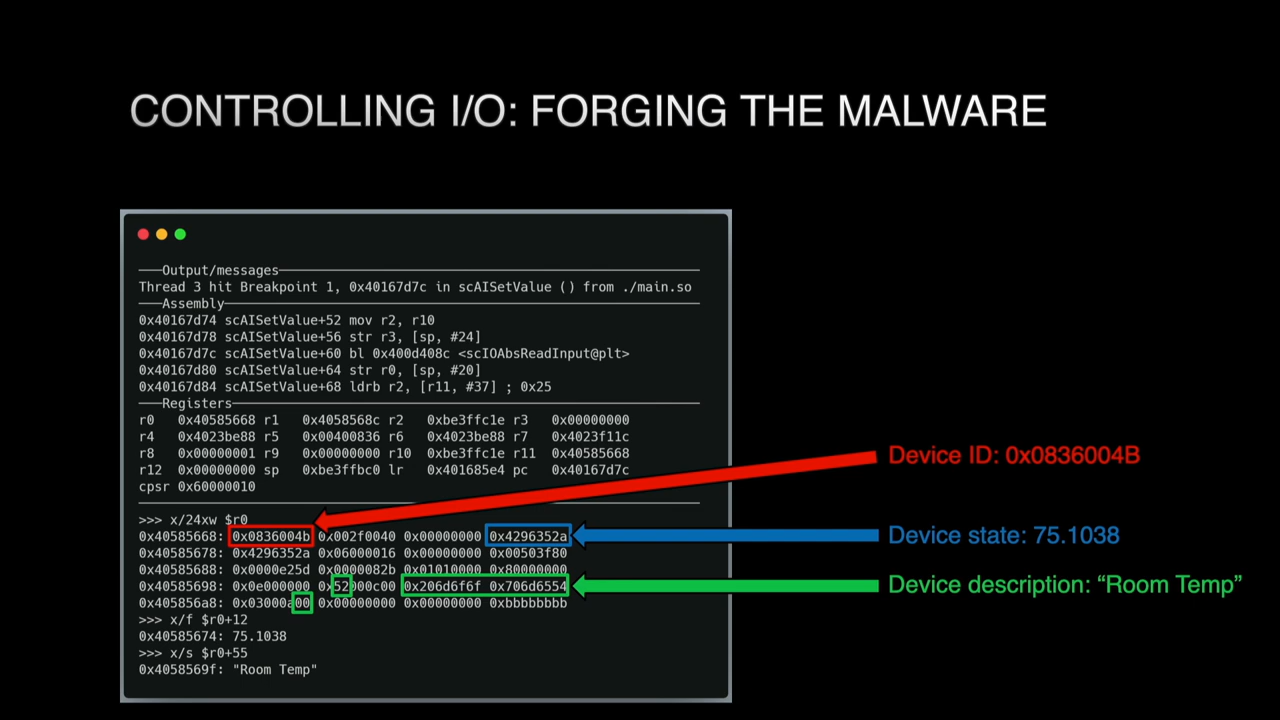 CONTROLLING I/O: FORGING THE MALWARE
Output/messages
Thread 3 hit Breakpoint 1, 0x40167d7c in scAISetValue () from ./main.so
Assembly
0x40167d74 scAISetValue+52 mov r2, r10
0x40167d78 scAISetValue+56 str r3, [sp, #24]
0x40167d7c scAISetValue+60 bl 0x400d408c <scIOAbsReadInput@plt>
0x40167d80 scAISetValue+64 str r0, [sp, #20]
0x40167d84 scAISetValue+68 ldrb r2, [r11, #37] ; 0x25
Registers
r0 0x40585668 r1 0x4058568c r2 0xbe3ffc1e r3 0x00000000
r4 0x4023be88 r5 0x00400836 r6 0x4023be88 r7 0x4023f11c
r8 0x00000001 r9 0x00000000 r10 0xbe3ffc1e r11 0x40585668
r12 0x00000000 sp 0xbe3ffbc0 lr 0x401685e4 pc 0x40167d7c
cpsr 0x60000010
>>> x/24xw $r0
0x40585668: 0x0836004b 0x002f0040 0x00000000 0x4296352a
0x40585678: 0x4296352a 0x06000016 0x00000000 0x00503f80
0x40585688: 0x0000e25d 0x0000082b 0x01010000 0x80000000
0x40585698: 0x0e000000 0x52000c00 0x206d6f6f 0x706d6554
0x405856a8: 0x03000a00 0x00000000 0x00000000 0xbbbbbbbb
>>> x/f $r0+12
0x40585674: 75.1038
>>> x/s $r0+55
0x4058569f: "Room Temp"
Device ID: 0x0836004B
Device state: 75.1038
Device description: “Room Temp”